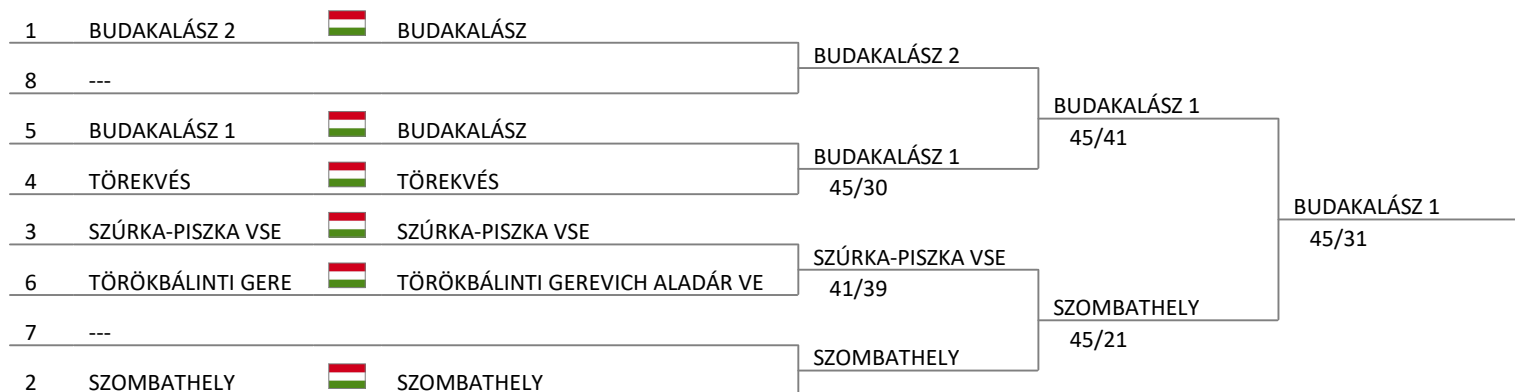 1 BUDAKALÁSZ 2 BUDAKALÁSZ
BUDAKALÁSZ 2
8 ---
BUDAKALÁSZ 1
45/41
5 BUDAKALÁSZ 1 BUDAKALÁSZ
BUDAKALÁSZ 1
45/30
4 TÖREKVÉS TÖREKVÉS
BUDAKALÁSZ 1
45/31
3 SZÚRKA-PISZKA VSE SZÚRKA-PISZKA VSE
SZÚRKA-PISZKA VSE
41/39
6 TÖRÖKBÁLINTI GERE TÖRÖKBÁLINTI GEREVICH ALADÁR VE
SZOMBATHELY
45/21
7 ---
SZOMBATHELY
2 SZOMBATHELY SZOMBATHELY